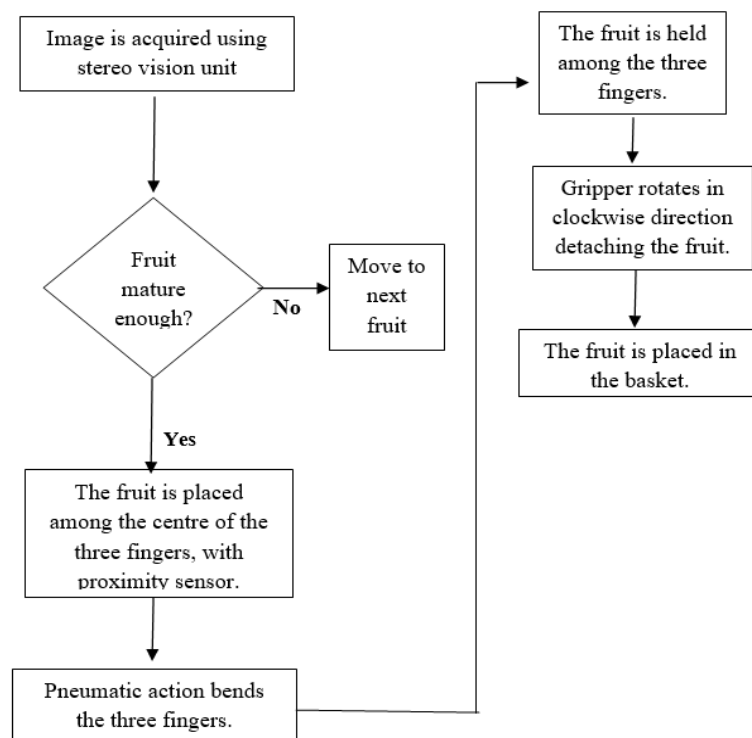 Image is acquired using
stereo vision unit
Fruit
mature
enough?
No
Move to
next
fruit
Yes
The fruit is placed
among the centre of the
three fingers, with
proximity sensor.
Pneumatic action bends
the three fingers.
The fruit is held
among the three
fingers.
Gripper rotates in
clockwise direction
detaching the fruit.
The fruit is placed in
the basket.